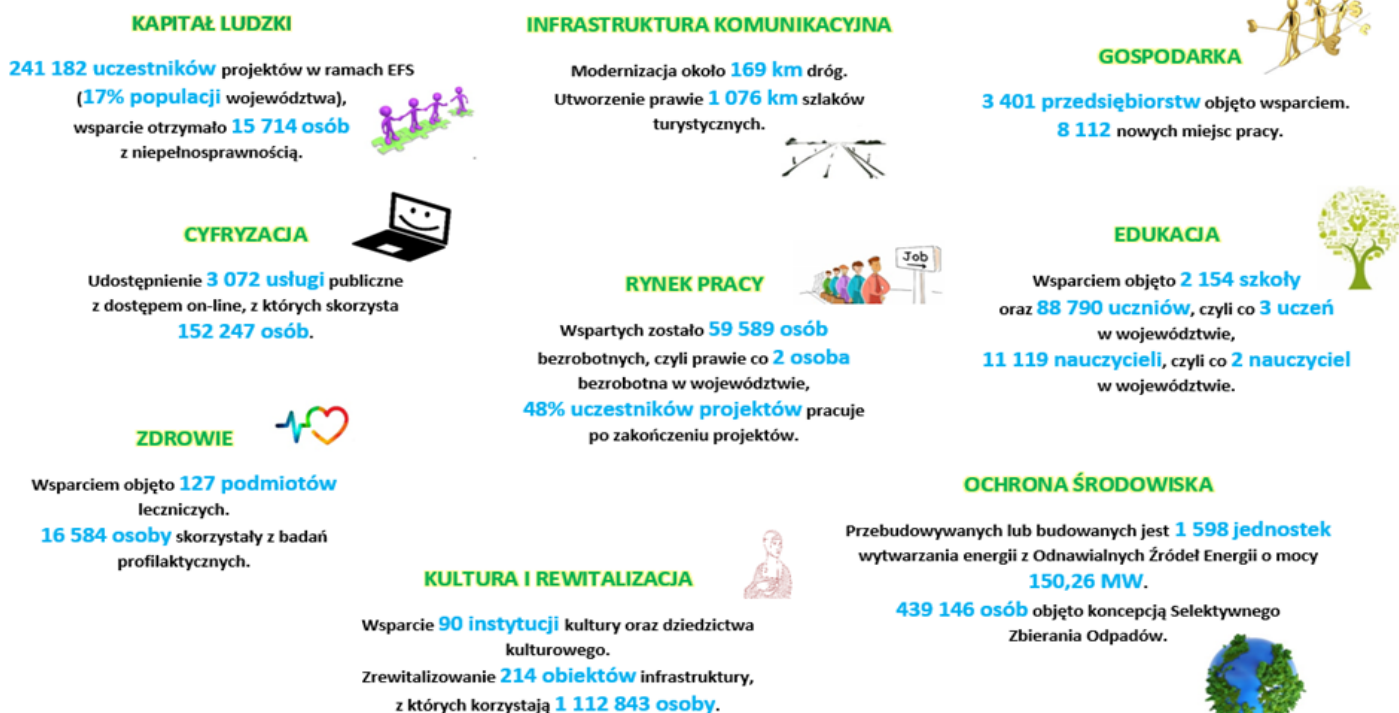 KAPITAŁ LUDZKI
241 182 uczestników projektów w ramach EFS
(17% populacji województwa),
wsparcie otrzymało 15 714 osób
z niepełnosprawnością.
INFRASTRUKTURA KOMUNIKACYJNA
Modernizacja około 169 km dróg.
Utworzenie prawie 1 076 km szlaków
turystycznych.
GOSPODARKA
3 401 przedsiębiorstw objęto wsparciem.
8 112 nowych miejsc pracy.
CYFRYZACJA
Udostępnienie 3 072 usługi publiczne
z dostępem on-line, z których skorzysta
152 247 osób.
RYNEK PRACY
Job
Wspartych zostało 59 589 osób
bezrobotnych, czyli prawie co 2 osoba
bezrobotna w województwie,
48% uczestników projektów pracuje
po zakończeniu projektów.
EDUKACJA
Wsparciem objęto 2 154 szkoły
oraz 88 790 uczniów, czyli co 3 uczeń
w województwie,
11 119 nauczycieli, czyli co 2 nauczyciel
w województwie.
ZDROWIE
Wsparciem objęto 127 podmiotów
leczniczych.
16 584 osoby skorzystały z badań
profilaktycznych.
KULTURA I REWITALIZACJA
Wsparcie 90 instytucji kultury oraz dziedzictwa
kulturowego.
Zrewitalizowanie 214 obiektów infrastruktury,
z których korzystają 1 112 843 osoby.
OCHRONA ŚRODOWISKA
Przebudowywanych lub budowanych jest 1 598 jednostek
wytwarzania energii z Odnawialnych Źródeł Energii o mocy
150,26 MW.
439 146 osób objęto koncepcją Selektywnego
Zbierania Odpadów.